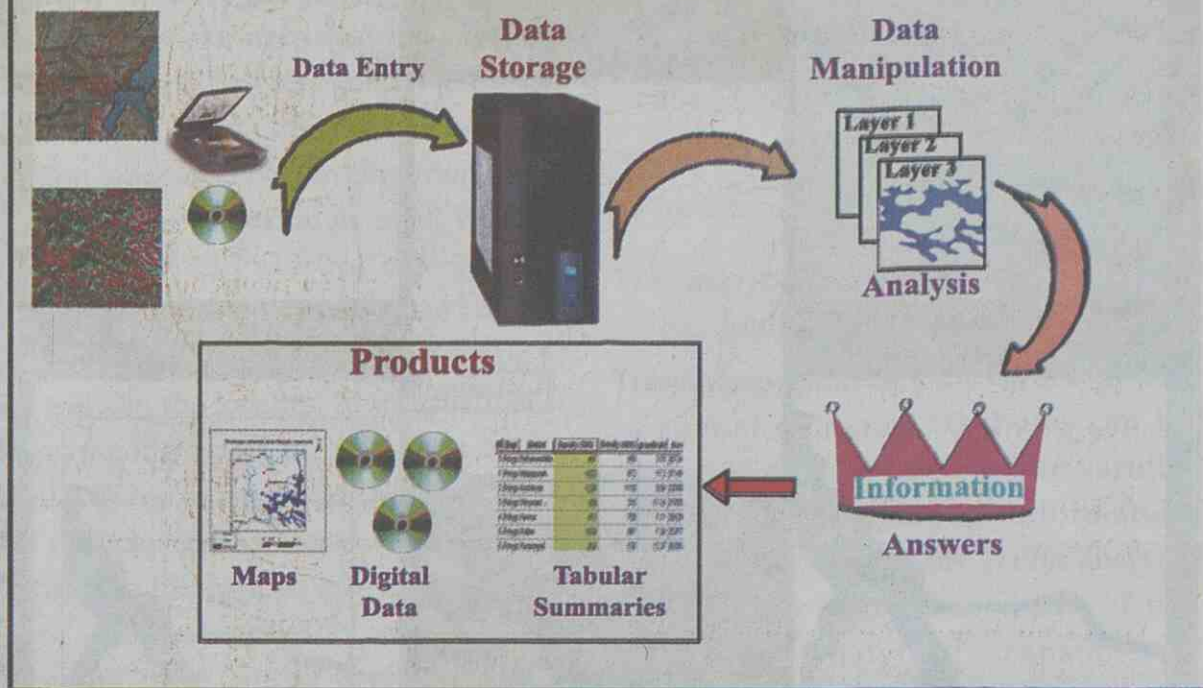 Data Entry
Data
Storage
Data
Manipulation
Layer 1
Layer 2
Layer 3
Analysis
Information
Answers
Products
Maps
Digital
Data
Tabular
Summaries